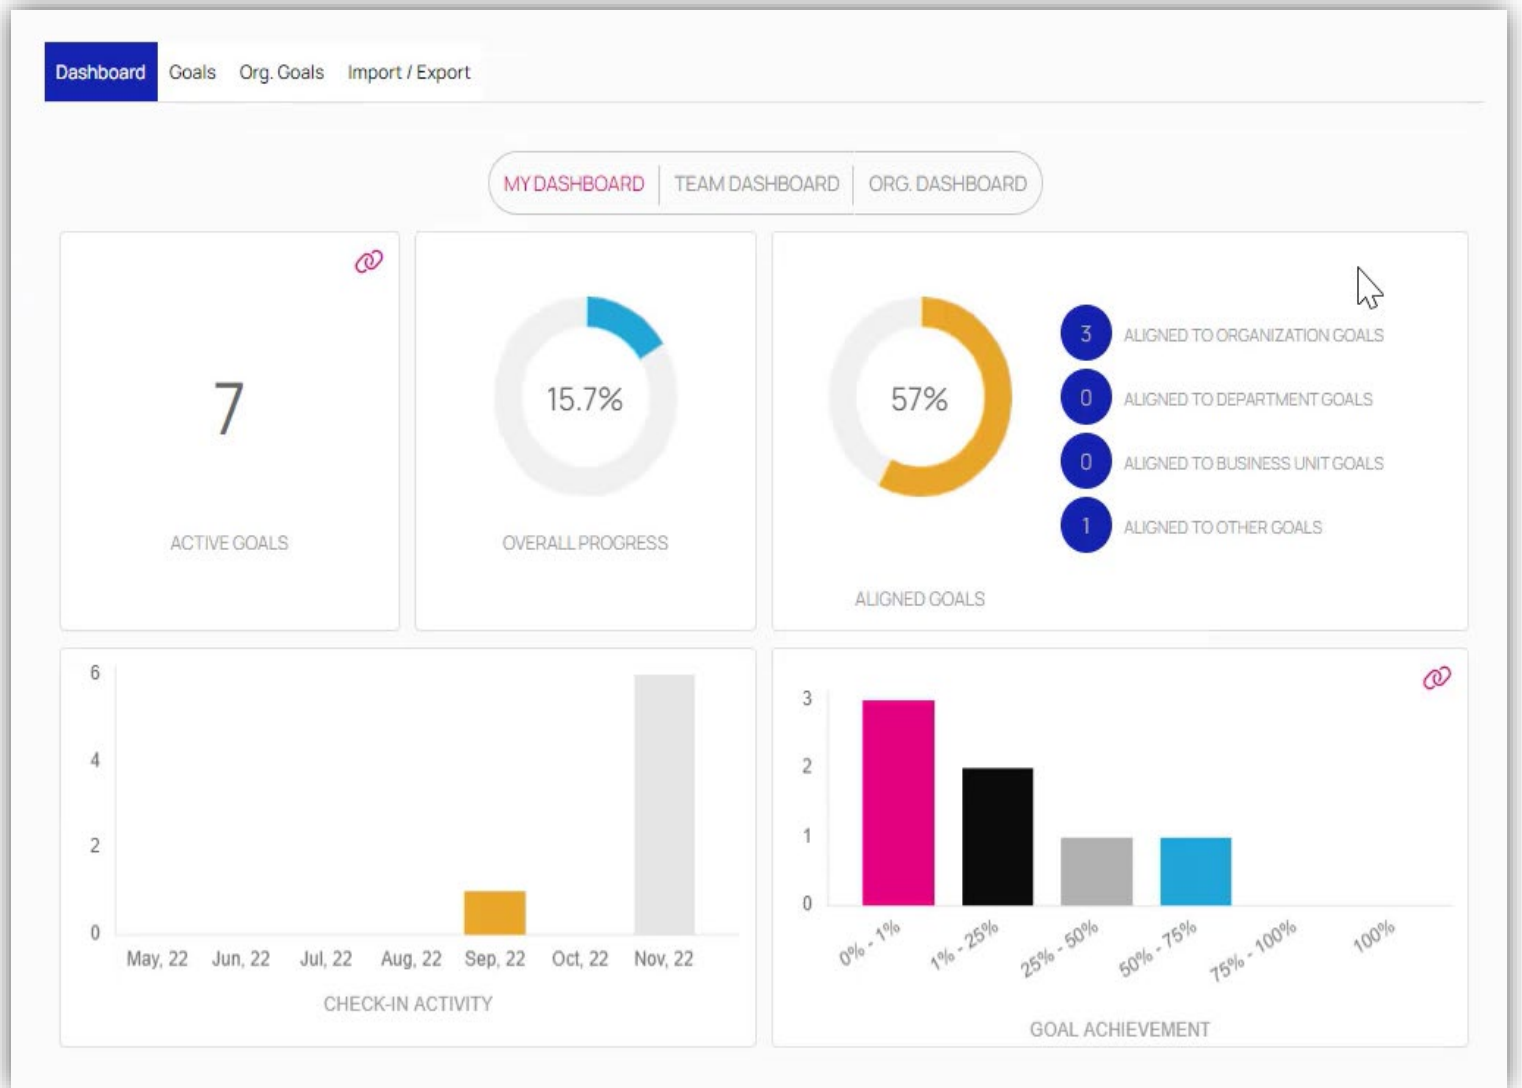 Dashboard Goals Org. Goals Import / Export
MY DASHBOARD TEAM DASHBOARD ORG. DASHBOARD
7
ACTIVE GOALS
15.7%
OVERALL PROGRESS
57%
ALIGNED GOALS
3 ALIGNED TO ORGANIZATION GOALS
0 ALIGNED TO DEPARTMENT GOALS
0 ALIGNED TO BUSINESS UNIT GOALS
1 ALIGNED TO OTHER GOALS
6
4
2
0
May, 22 Jun, 22 Jul, 22 Aug, 22 Sep, 22 Oct, 22 Nov, 22
CHECK-IN ACTIVITY
3
2
1
0
0% - 1% 1% - 25% 25% - 50% 50% - 75% 75% - 100% 100%
GOAL ACHIEVEMENT